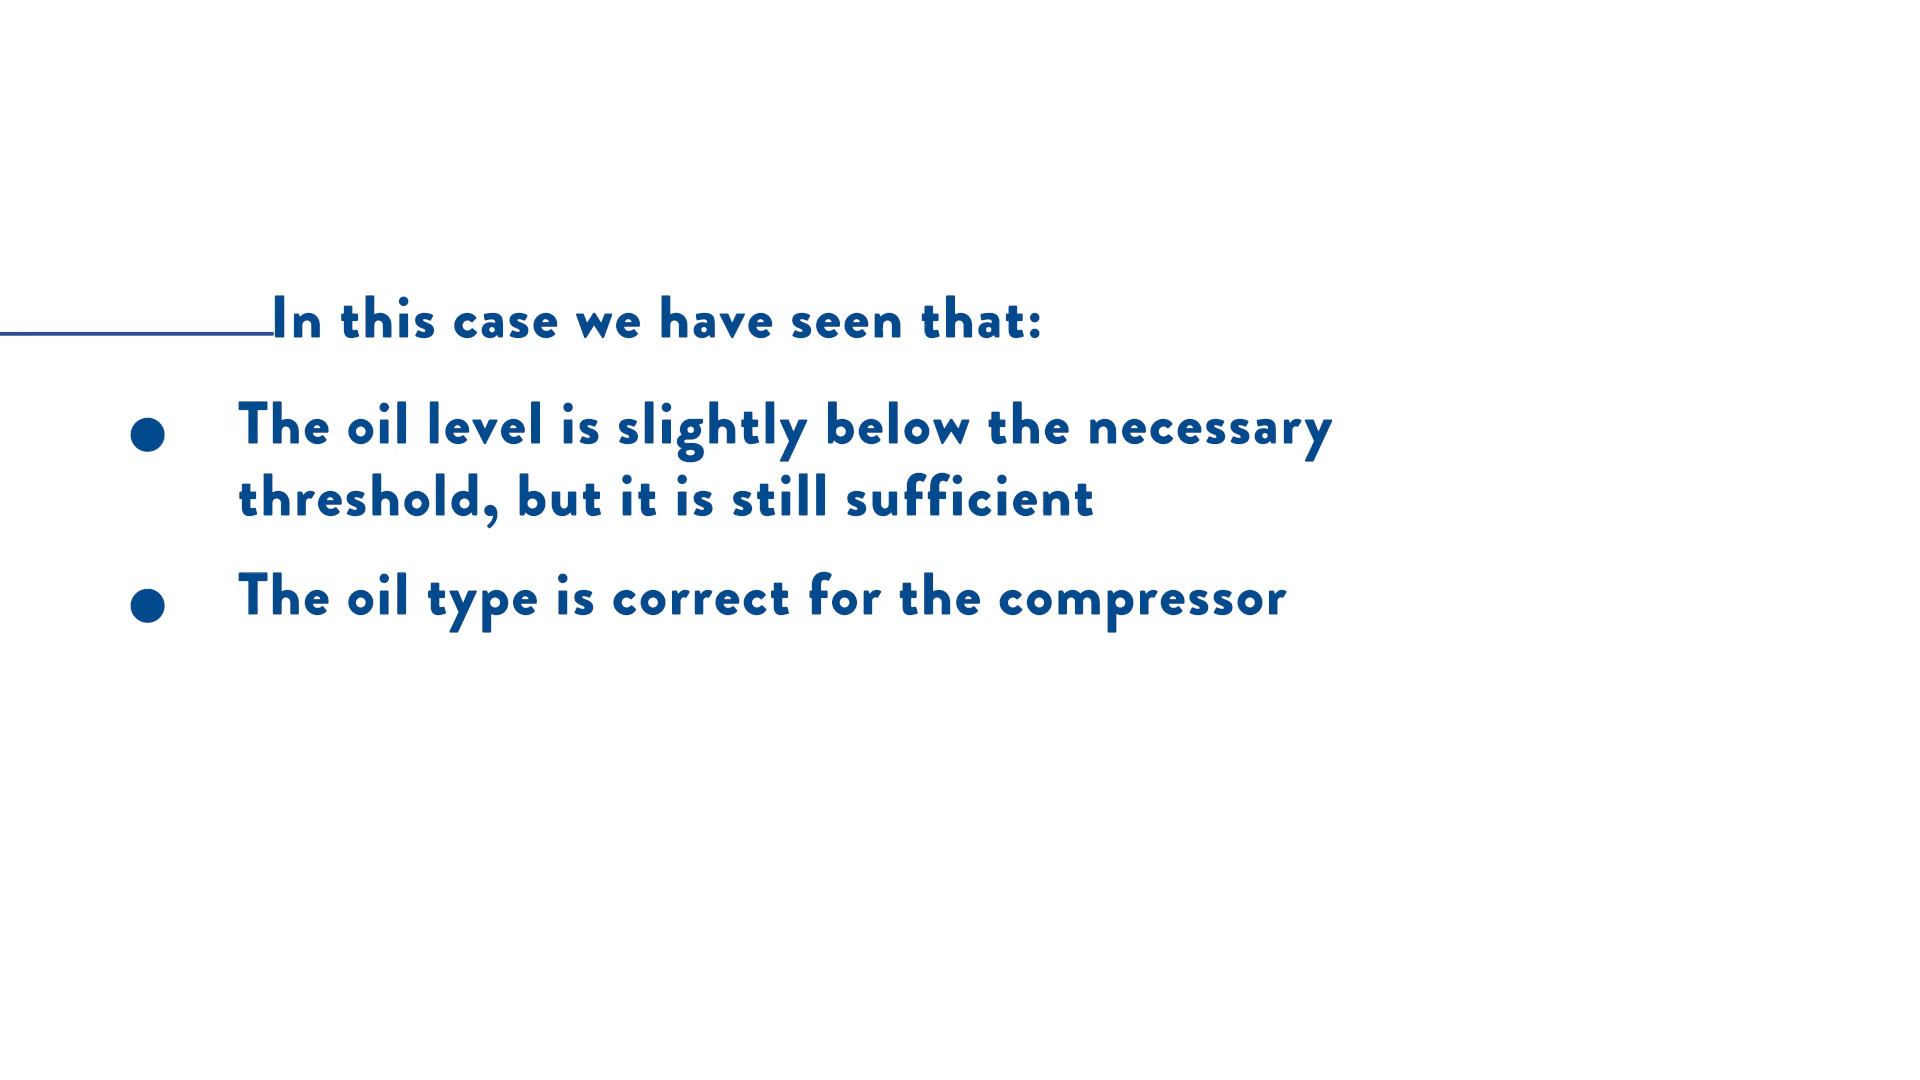 In this case we have seen that:
The oil level is slightly below the necessary
threshold, but it is still sufficient
The oil type is correct for the compressor